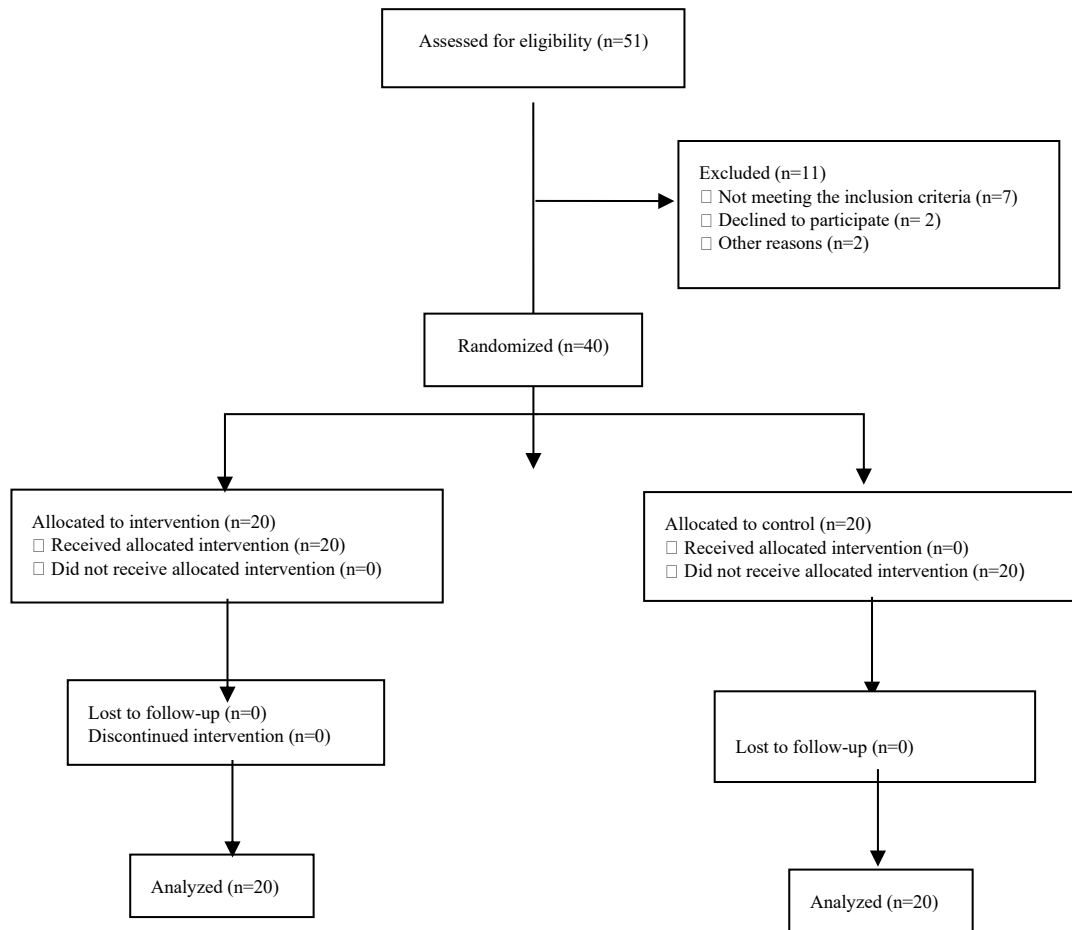 Assessed for eligibility (n=51)
Excluded (n=11)
□ Not meeting the inclusion criteria (n=7)
□ Declined to participate (n= 2)
□ Other reasons (n=2)
Randomized (n=40)
Allocated to intervention (n=20)
□ Received allocated intervention (n=20)
□ Did not receive allocated intervention (n=0)
Allocated to control (n=20)
□ Received allocated intervention (n=0)
□ Did not receive allocated intervention (n=20)
Lost to follow-up (n=0)
Discontinued intervention (n=0)
Lost to follow-up (n=0)
Analyzed (n=20)
Analyzed (n=20)